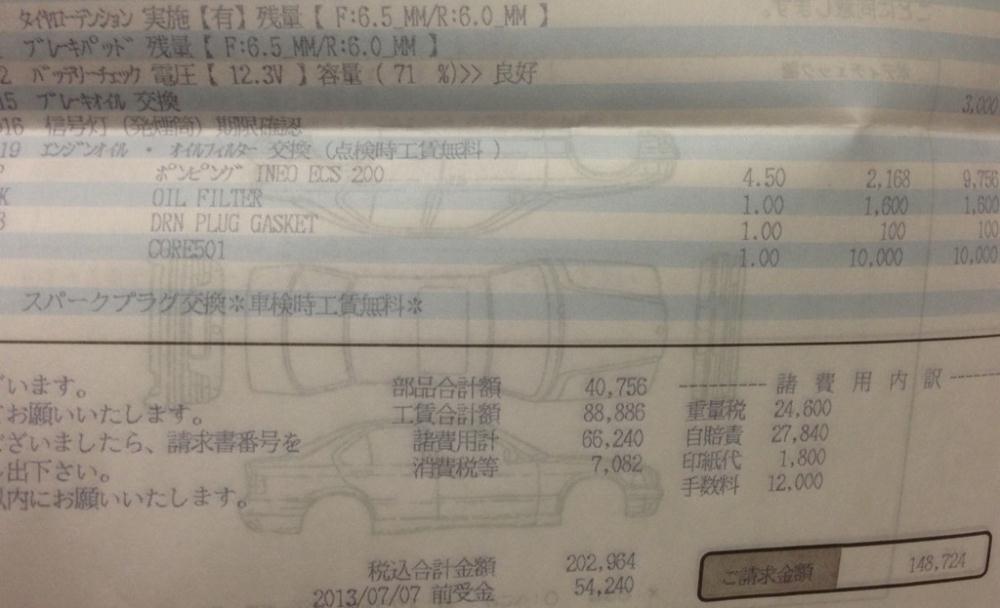 ﾀｲﾔﾛｰﾃｰｼｮﾝ 実施【有】残量【 F:6.5_MM/R:6.0_MM 】
ﾌﾞﾚｰｷﾊﾟｯﾄﾞ 残量【 F:6.5_MM/R:6.0_MM 】
2 ﾊﾞｯﾃﾘｰﾁｪｯｸ 電圧【 12.3V 】容量 ( 71 %)>> 良好
15 ﾌﾞﾚｰｷｵｲﾙ 交換 3,000
016 信号灯 (発煙筒) 期限確認
19 ｴﾝｼﾞﾝｵｲﾙ ・ ｵｲﾙﾌｨﾙﾀｰ 交換 (点検時工賃無料 )
ﾎﾟﾝﾋﾟﾝｸﾞ INEO ECS 200 4.50 2,168 9,756
K OIL FILTER 1.00 1,600 1,600
DRN PLUG GASKET 1.00 100 100
CORE501 1.00 10,000 10,000
スパークプラグ交換＊車検時工賃無料＊
ざいます。
てお願いいたします。
ございましたら、請求書番号を
し出下さい。
以内にお願いいたします。
部品合計額 40,756
工賃合計額 88,886
諸費用計 66,240
消費税等 7,082
---------- 諸 費 用 内 訳 ----------
重量税 24,600
自賠責 27,840
印紙代 1,800
手数料 12,000
税込合計金額 202,964
2013/07/07 前受金 54,240
ご請求金額 148,724